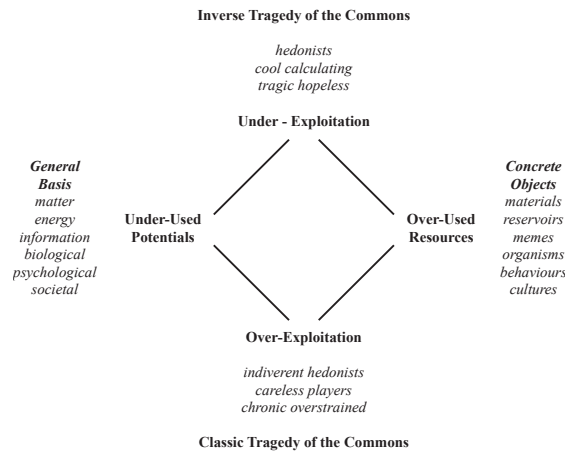 Inverse Tragedy of the Commons
hedonists
cool calculating
tragic hopeless
Under - Exploitation
General
Basis
matter
energy
information
biological
psychological
societal
Under-Used
Potentials
Over-Used
Resources
Concrete
Objects
materials
reservoirs
memes
organisms
behaviours
cultures
Over-Exploitation
indiverent hedonists
careless players
chronic overstrained
Classic Tragedy of the Commons